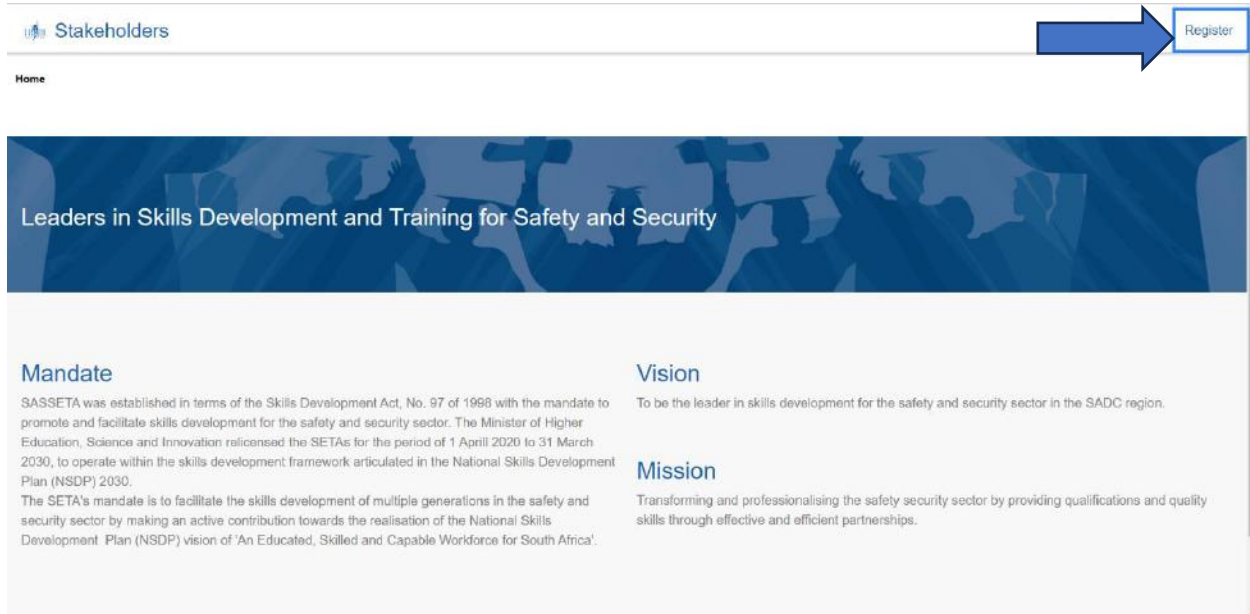 Stakeholders
Register
Home
Leaders in Skills Development and Training for Safety and Security
Mandate
SASSETA was established in terms of the Skills Development Act, No. 97 of 1998 with the mandate to
promote and facilitate skills development for the safety and security sector. The Minister of Higher
Education, Science and Innovation relicensed the SETAs for the period of 1 Aprill 2020 to 31 March
2030, to operate within the skills development framework articulated in the National Skills Development
Plan (NSDP) 2030.
The SETA's mandate is to facilitate the skills development of multiple generations in the safety and
security sector by making an active contribution towards the realisation of the National Skills
Development Plan (NSDP) vision of 'An Educated, Skilled and Capable Workforce for South Africa'.
Vision
To be the leader in skills development for the safety and security sector in the SADC region.
Mission
Transforming and professionalising the safety security sector by providing qualifications and quality
skills through effective and efficient partnerships.